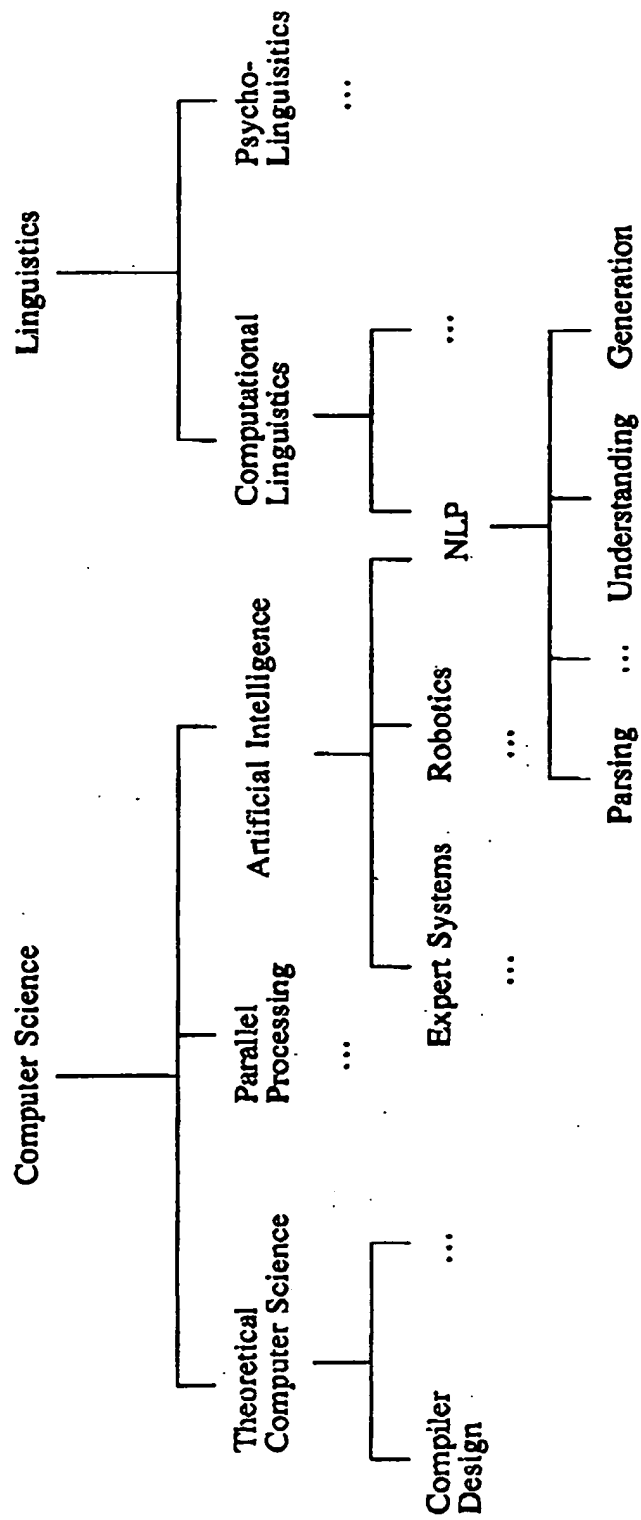 Computer Science
Linguistics
Theoretical
Computer Science
Parallel
Processing
...
Artificial Intelligence
Computational
Linguistics
Psycho-
Linguisitics
...
Compiler
Design
...
Expert Systems
...
Robotics
...
NLP
...
Parsing
...
Understanding
Generation